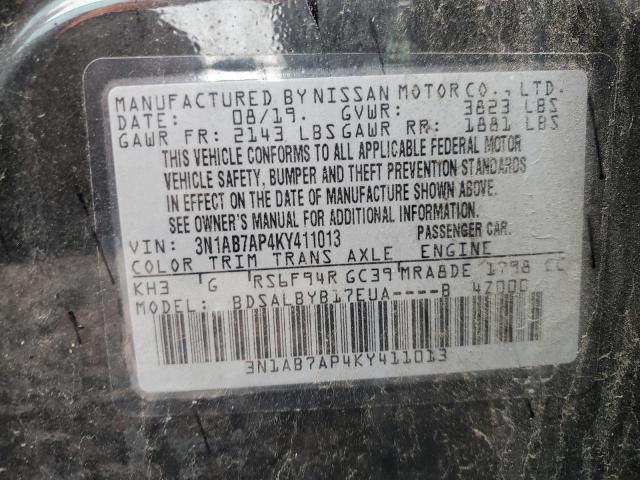 MANUFACTURED BY NISSAN MOTOR CO., LTD.
DATE: 08/19. GVWR: 3823 LBS
GAWR FR: 2143 LBS GAWR RR: 1881 LBS
THIS VEHICLE CONFORMS TO ALL APPLICABLE FEDERAL MOTOR
VEHICLE SAFETY, BUMPER AND THEFT PREVENTION STANDARDS
IN EFFECT ON THE DATE OF MANUFACTURE SHOWN ABOVE.
SEE OWNER'S MANUAL FOR ADDITIONAL INFORMATION
VIN: 3N1AB7AP4KY411013 PASSENGER CAR.
COLOR TRIM TRANS AXLE ENGINE
KH3 G RS6F94R GC39 MRA8DE 1798 CC
MODEL: BDSALBYB17EUA----B 4Z000
3N1AB7AP4KY411013